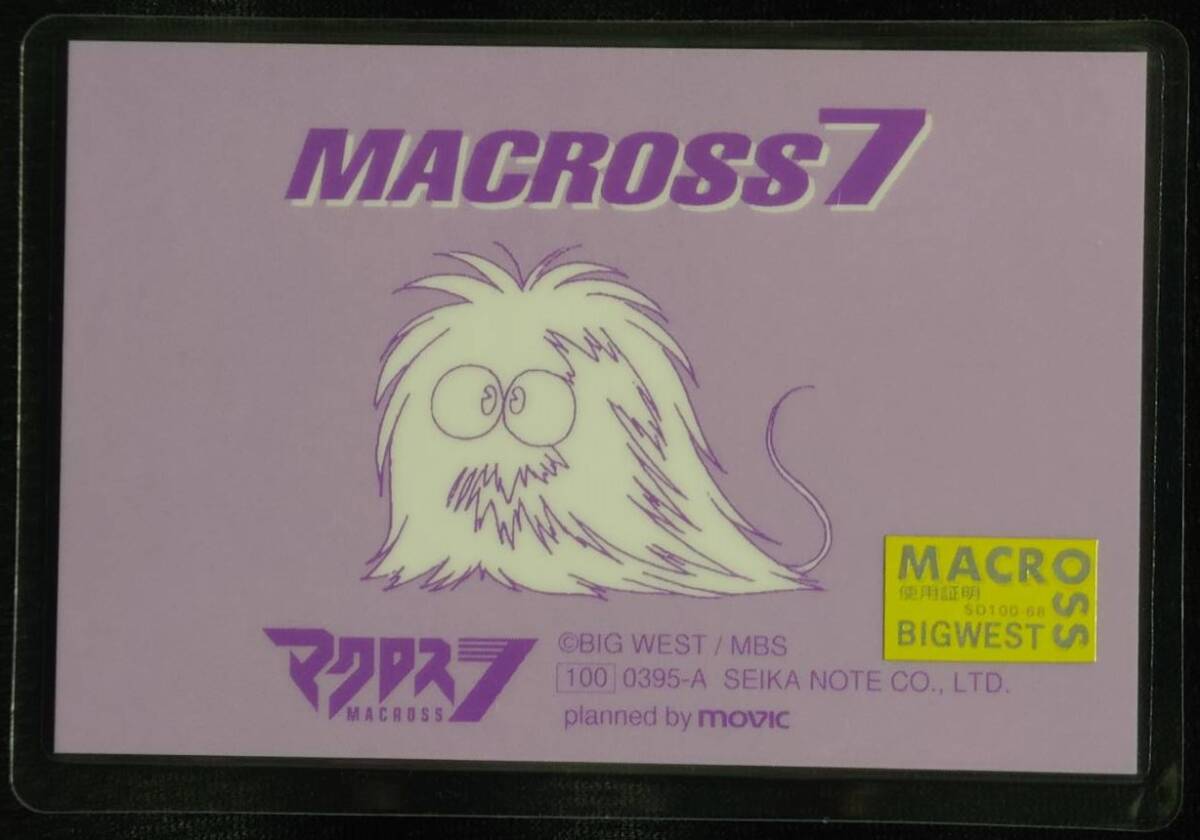 MACROSS 7
マクロス7
MACROSS
©BIG WEST / MBS
100 0395-A SEIKA NOTE CO., LTD.
planned by movic
MACROSS
使用証明
SD100-68
BIGWEST